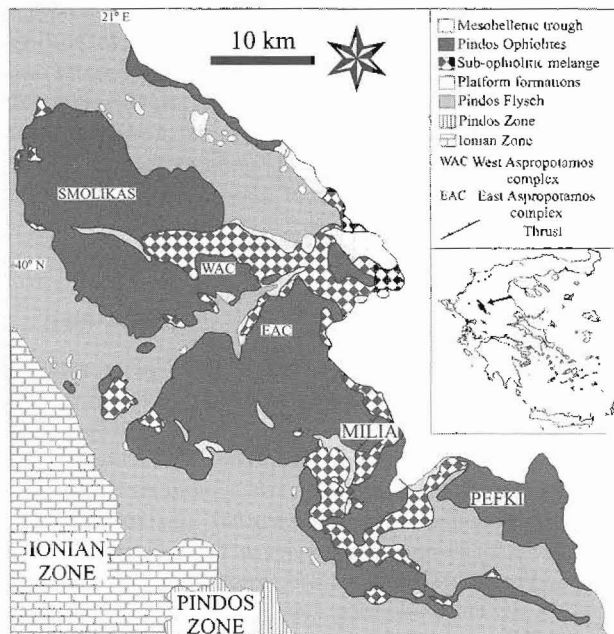 21° E
10 km
Mesohellenic trough
Pindos Ophiolites
Sub-ophiolitic melange
Platform formations
Pindos Flysch
Pindos Zone
Ionian Zone
WAC West Aspropotamos
complex
EAC East Aspropotamos
complex
Thrust
SMOLIKAS
WAC
40° N
EAC
MILIA
PEFKI
IONIAN
ZONE
PINDOS
ZONE